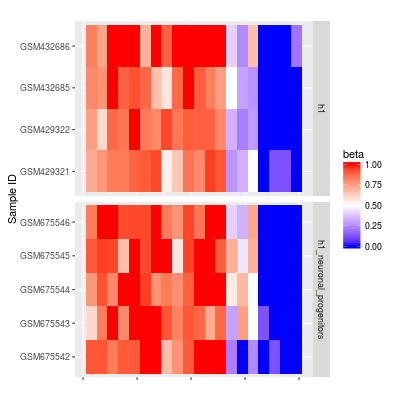 GSM432686
GSM432685
GSM429322
GSM429321
h1
GSM675546
GSM675545
GSM675544
GSM675543
GSM675542
h1_neuronal_progenitors
Sample ID
beta
1.00
0.75
0.50
0.25
0.00